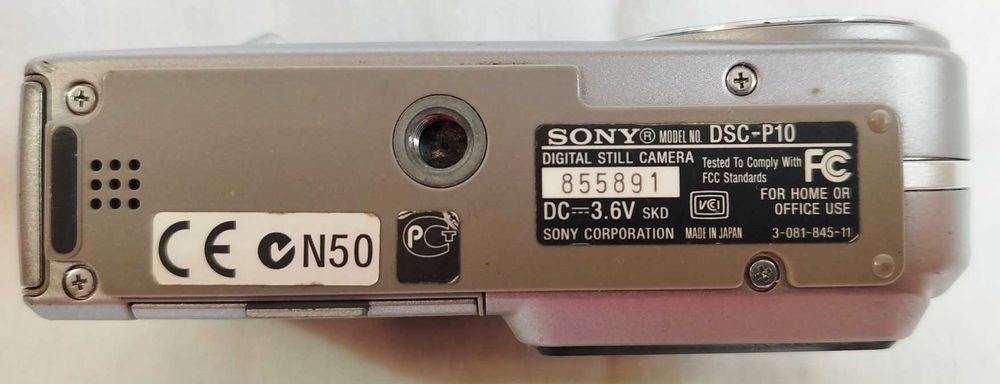 SONY® MODEL NO. DSC-P10
DIGITAL STILL CAMERA
855891
DC⎓3.6V SKD
SONY CORPORATION
Tested To Comply With
FCC Standards
FC
FOR HOME OR
OFFICE USE
VCI
MADE IN JAPAN
3-081-845-11
CE N50
PCT